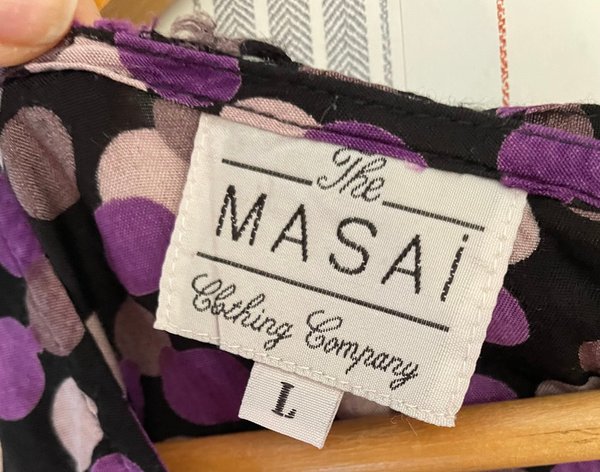 The
MASAi
Clothing Company
L